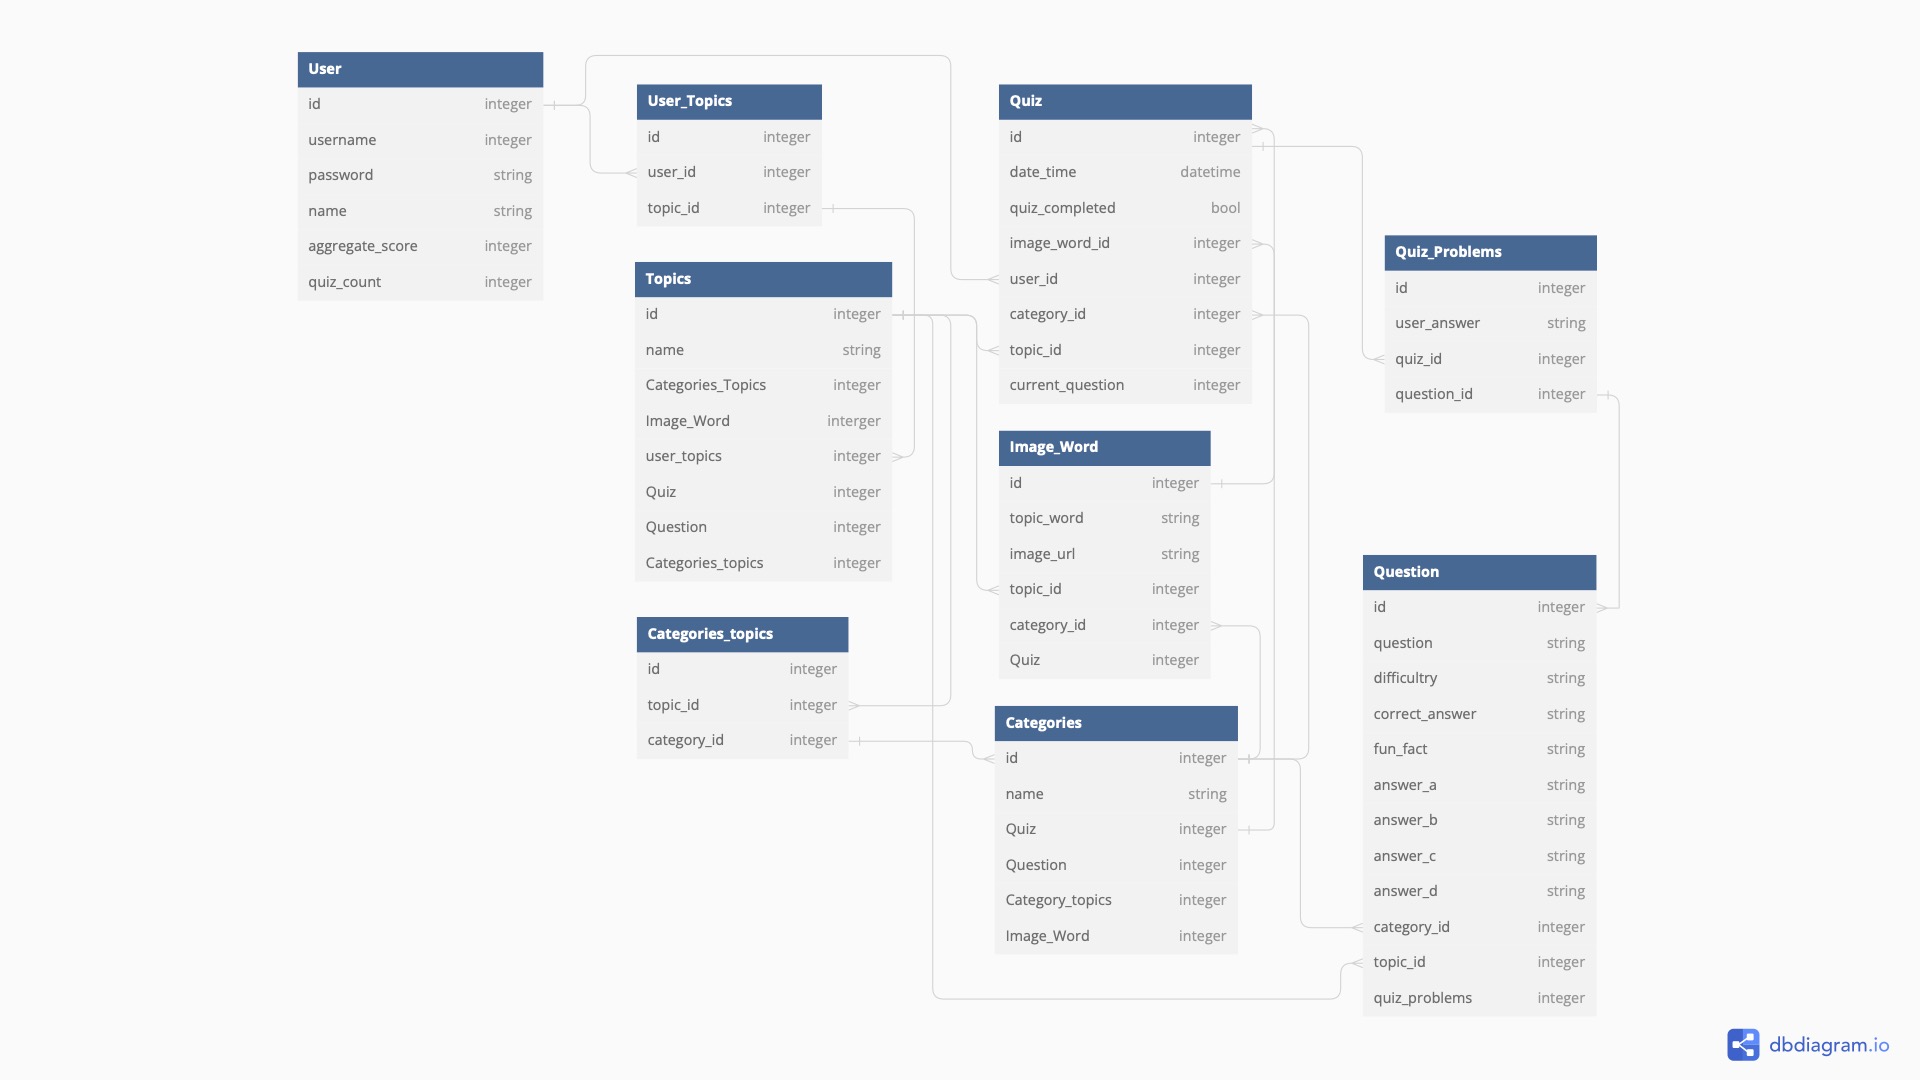 User
id integer
username integer
password string
name string
aggregate_score integer
quiz_count integer
User_Topics
id integer
user_id integer
topic_id integer
Topics
id integer
name string
Categories_Topics integer
Image_Word interger
user_topics integer
Quiz integer
Question integer
Categories_topics integer
Categories_topics
id integer
topic_id integer
category_id integer
Quiz
id integer
date_time datetime
quiz_completed bool
image_word_id integer
user_id integer
category_id integer
topic_id integer
current_question integer
Image_Word
id integer
topic_word string
image_url string
topic_id integer
category_id integer
Quiz integer
Categories
id integer
name string
Quiz integer
Question integer
Category_topics integer
Image_Word integer
Quiz_Problems
id integer
user_answer string
quiz_id integer
question_id integer
Question
id integer
question string
difficultry string
correct_answer string
fun_fact string
answer_a string
answer_b string
answer_c string
answer_d string
category_id integer
topic_id integer
quiz_problems integer
dbdiagram.io